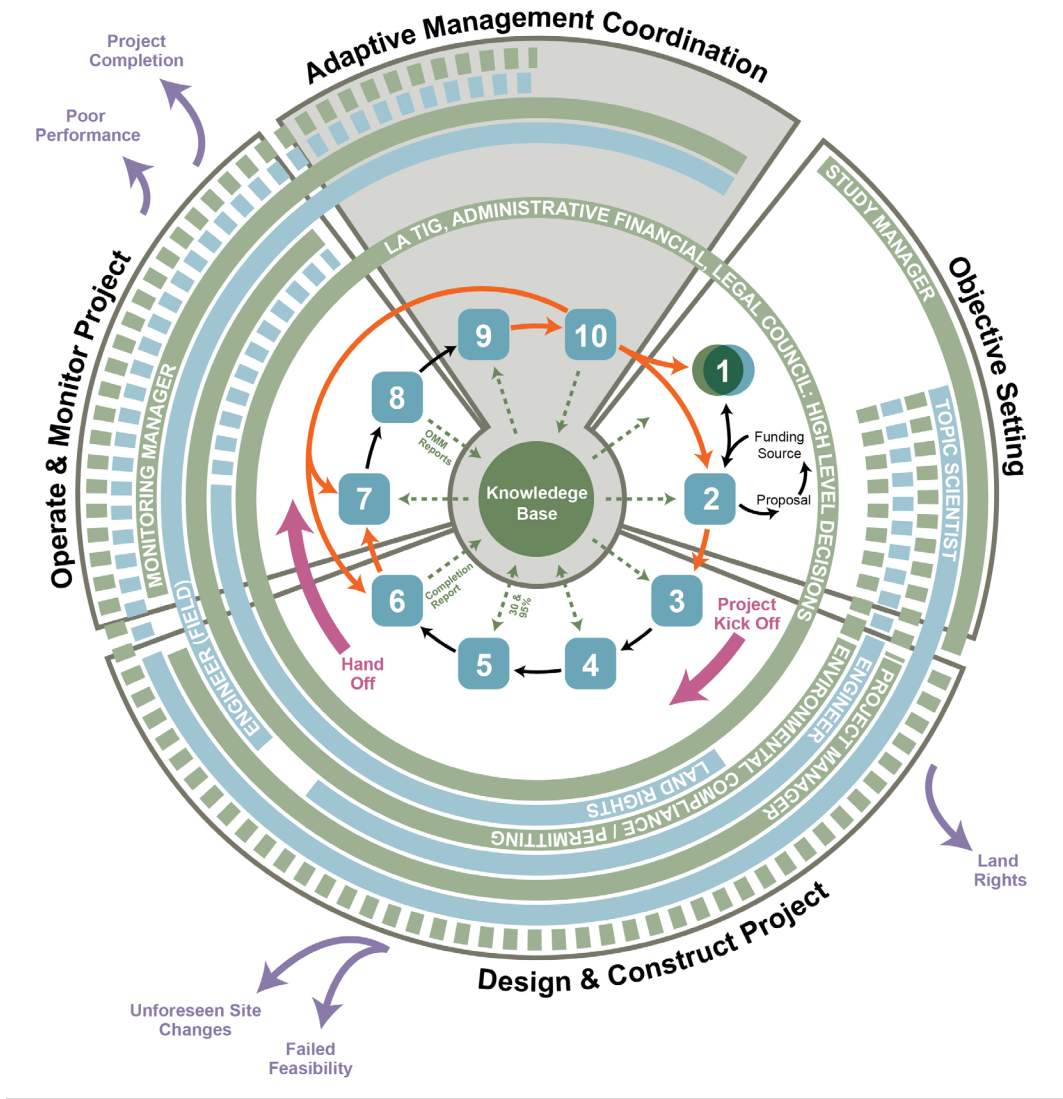 Adaptive Management Coordination
Project
Completion
Poor
Performance
STUDY MANAGER
Objective Setting
LA TIG, ADMINISTRATIVE FINANCIAL, LEGAL COUNCIL: HIGH LEVEL DECISIONS
Operate & Monitor Project
MONITORING MANAGER
TOPIC SCIENTIST
9
10
1
8
OMM
Reports
Funding
Source
7
Knowledege
Base
2
Proposal
6
Completion
Report
30 &
95%
3
Project
Kick Off
5
4
Hand
Off
ENGINEER (FIELD)
LAND RIGHTS
ENVIRONMENTAL COMPLIANCE / PERMITTING
ENGINEER
PROJECT MANAGER
Land
Rights
Design & Construct Project
Unforeseen Site
Changes
Failed
Feasibility